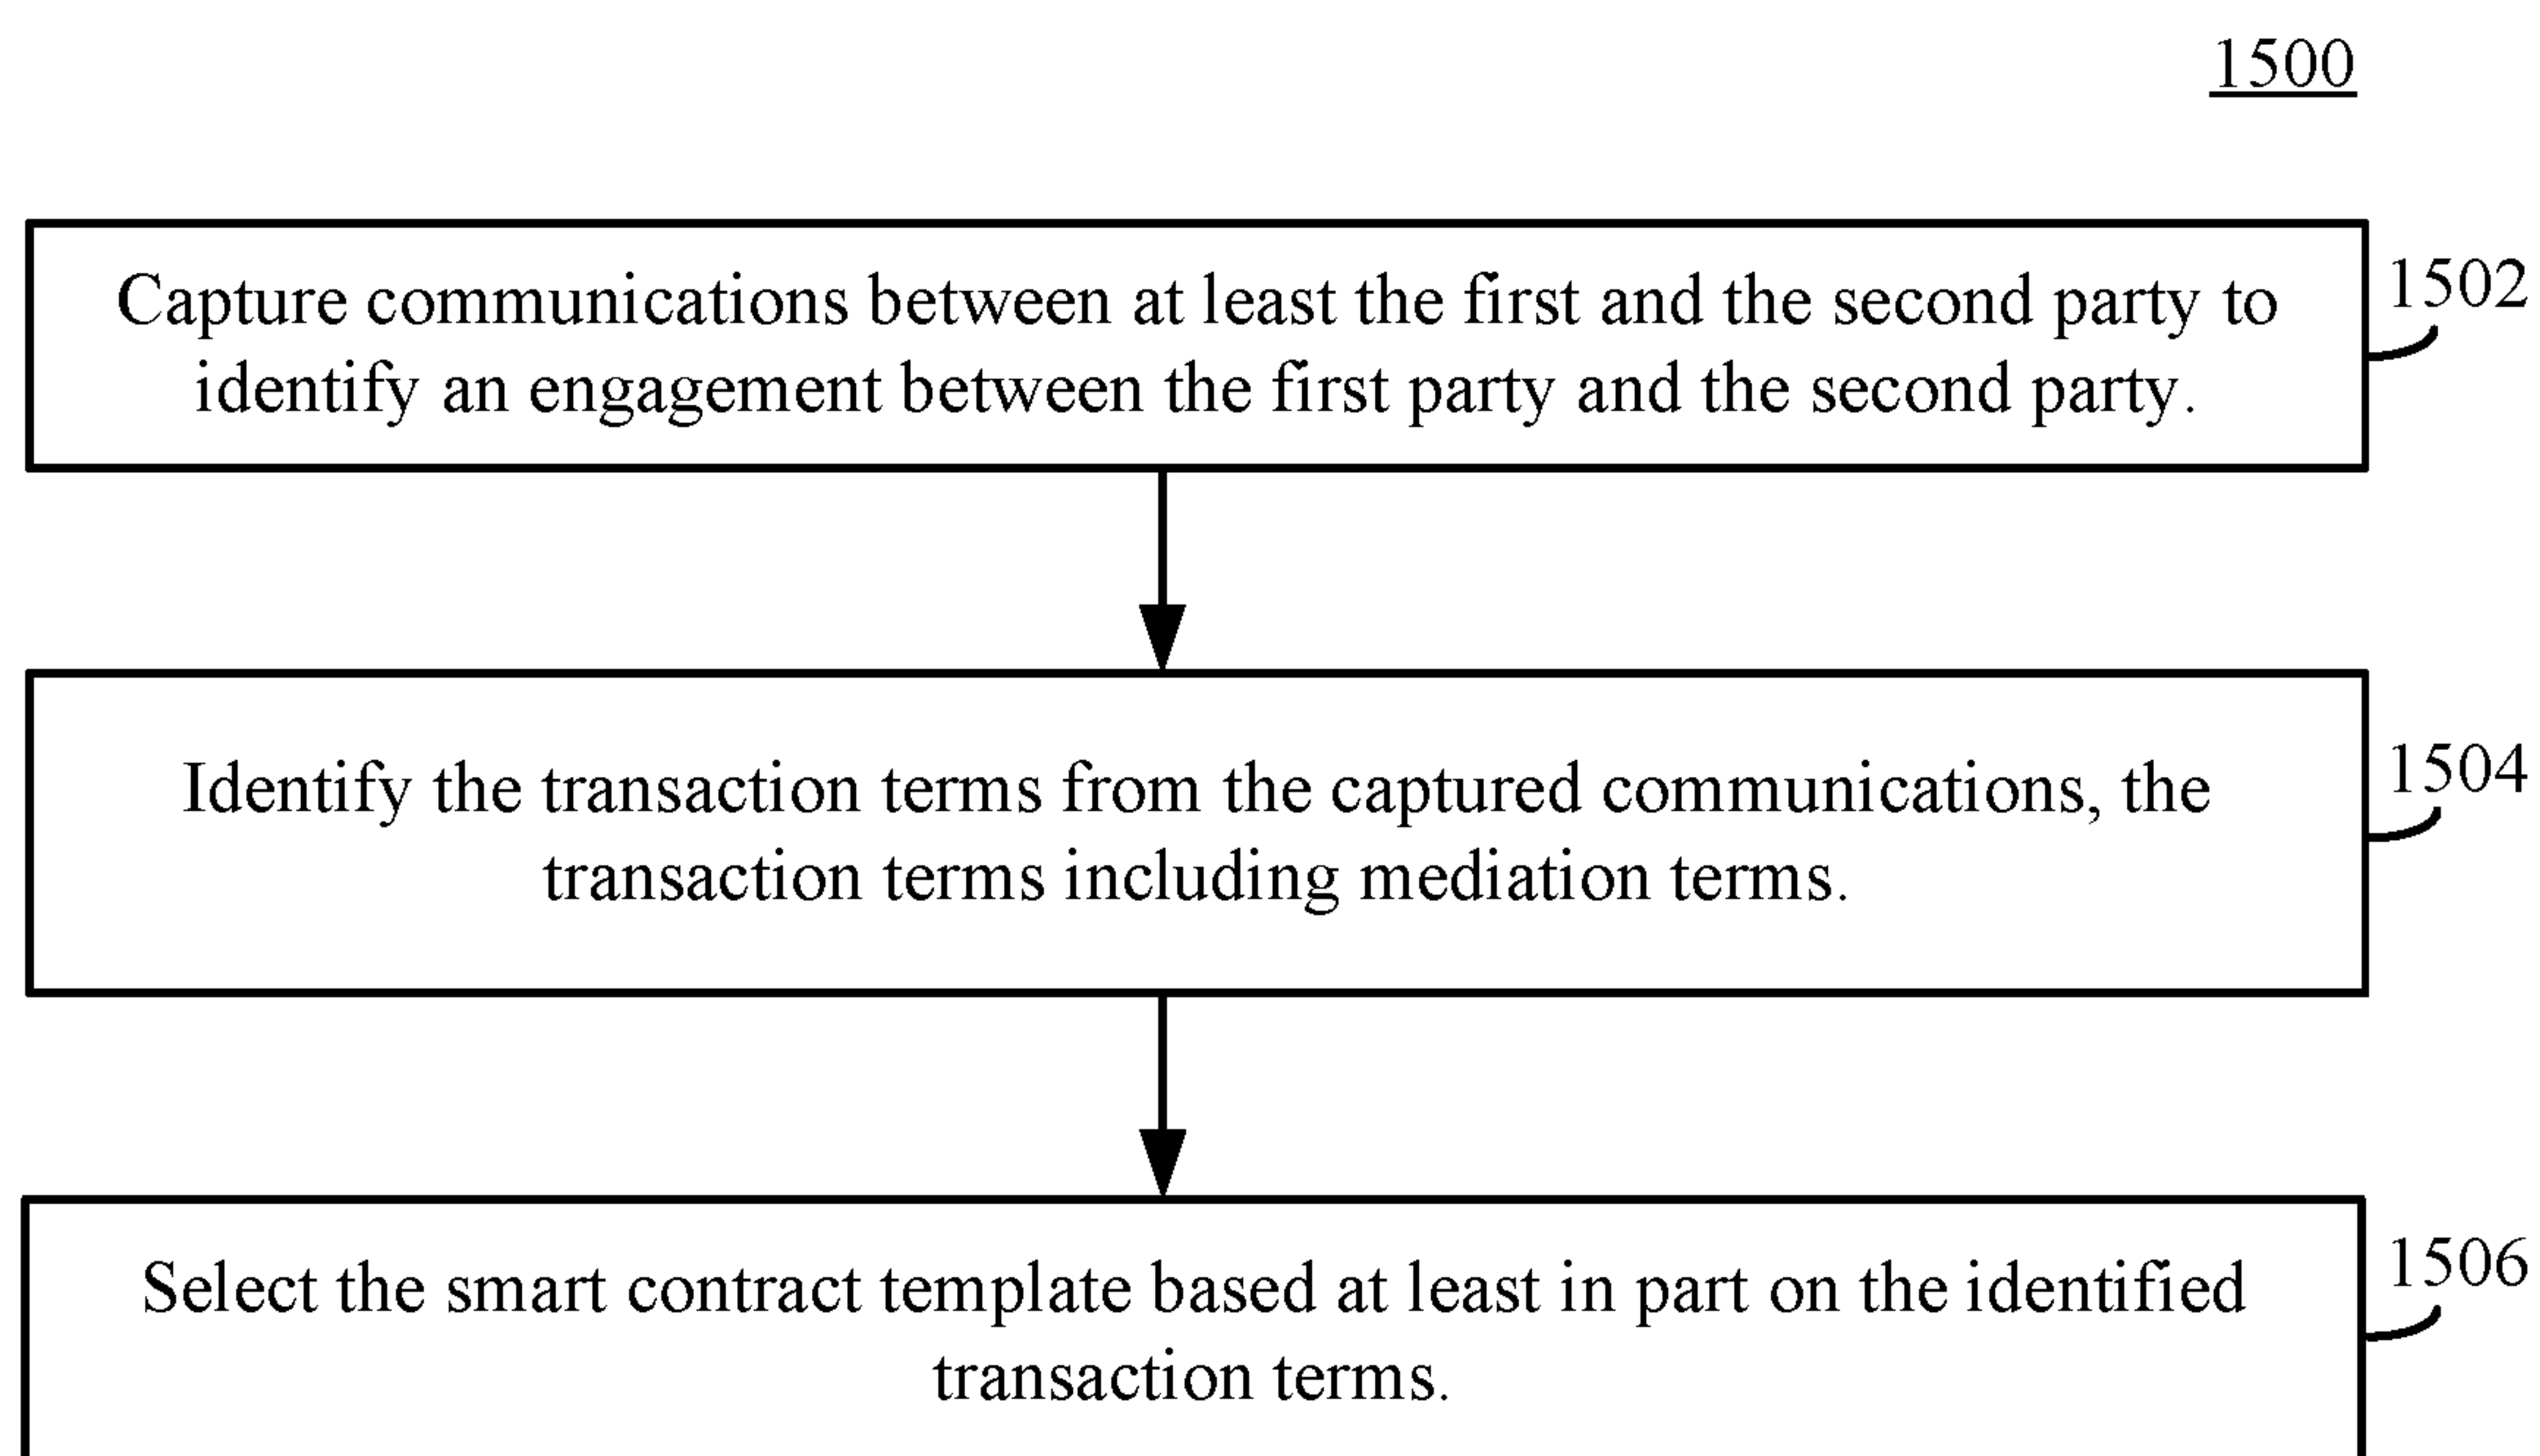 1500
Capture communications between at least the first and the second party to
identify an engagement between the first party and the second party.
1502
Identify the transaction terms from the captured communications, the
transaction terms including mediation terms.
1504
Select the smart contract template based at least in part on the identified
transaction terms.
1506